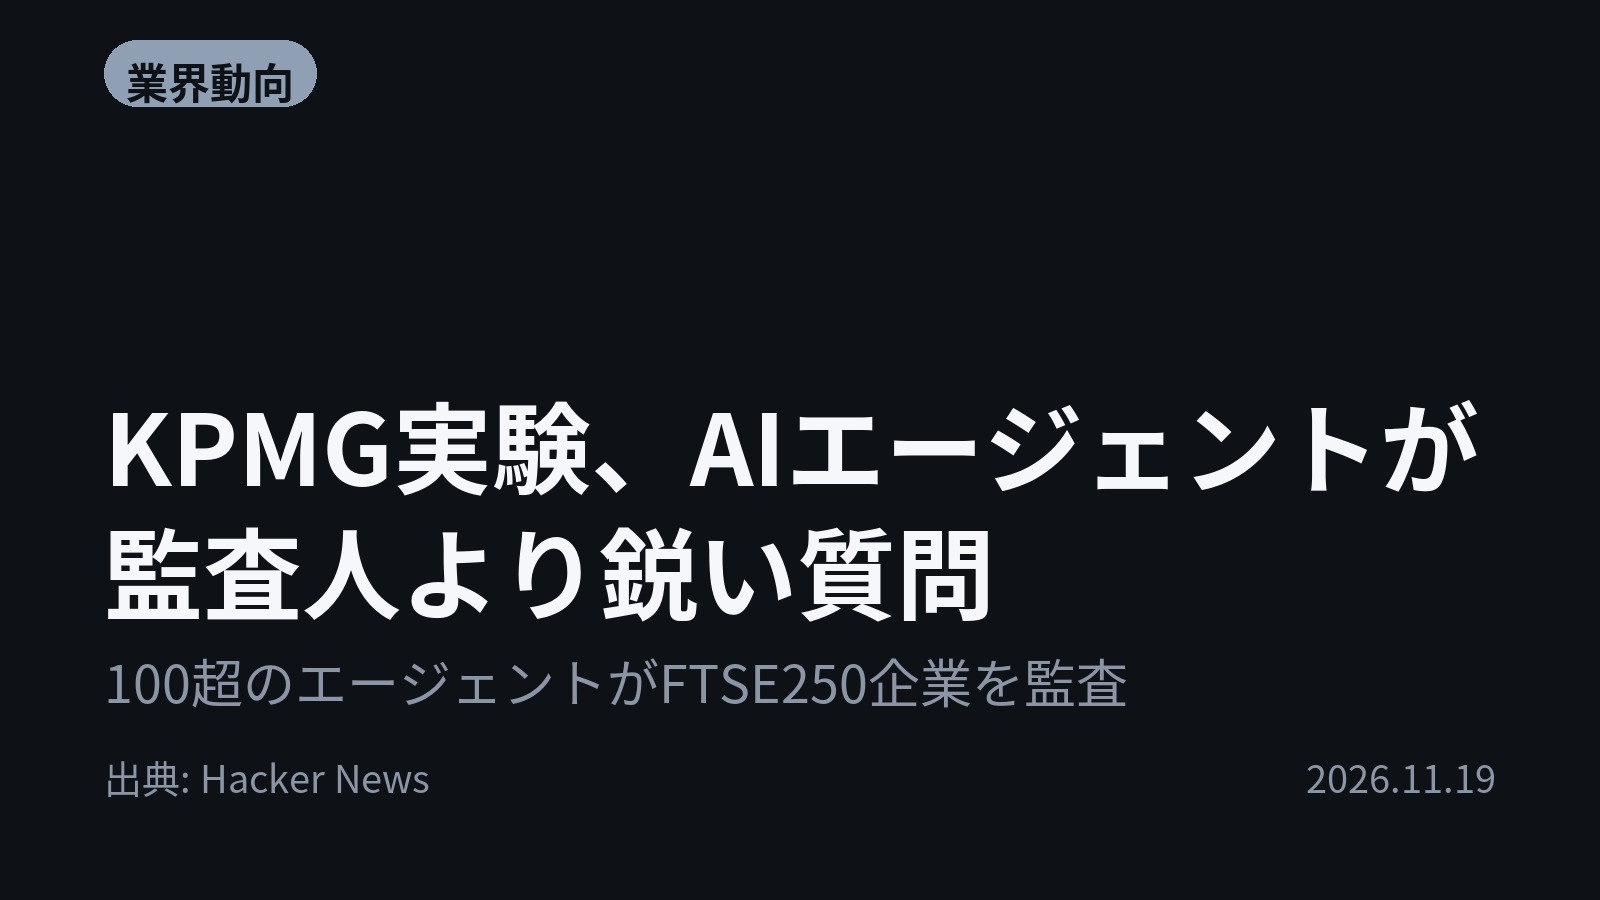 業界動向
KPMG実験、AIエージェントが
監査人より鋭い質問
100超のエージェントがFTSE250企業を監査
出典: Hacker News
2026.11.19